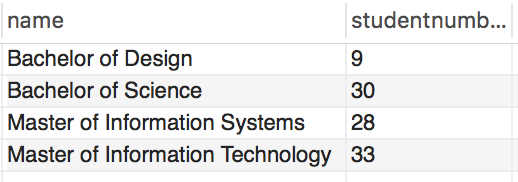 name studentnumb...
Bachelor of Design 9
Bachelor of Science 30
Master of Information Systems 28
Master of Information Technology 33